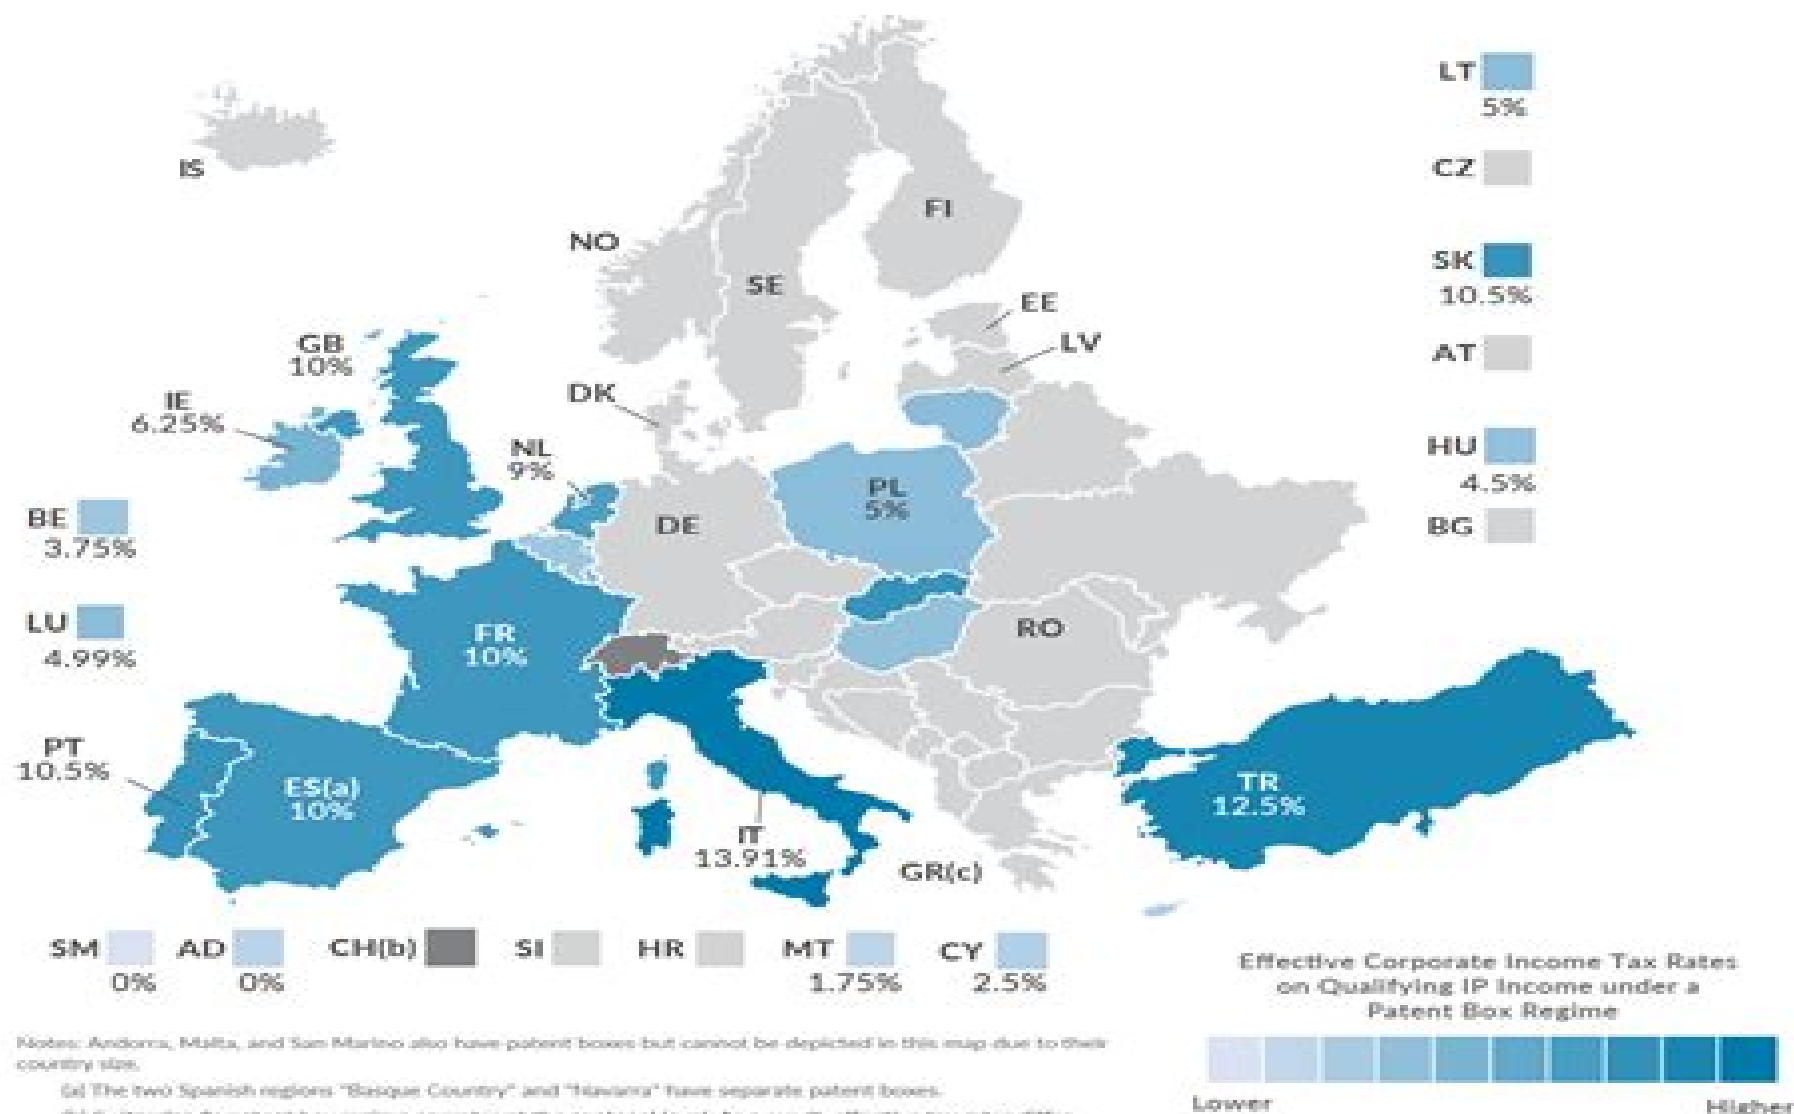 IS
NO
SE
FI
EE
LV
DK
GB
10%
IE
6.25%
NL
9%
BE
3.75%
LU
4.99%
PT
10.5%
ES(a)
10%
FR
10%
DE
PL
5%
RO
IT
13.91%
GR(c)
TR
12.5%
LT
5%
CZ
SK
10.5%
AT
HU
4.5%
BG
SM
0%
AD
0%
CH(b)
SI
HR
MT
1.75%
CY
2.5%
Effective Corporate Income Tax Rates
on Qualifying IP Income under a
Patent Box Regime
Lower
Higher
Notes: Andorra, Malta, and San Marino also have patent boxes but cannot be depicted in this map due to their
country size.
(a) The two Spanish regions "Basque Country" and "Navarra" have separate patent boxes.